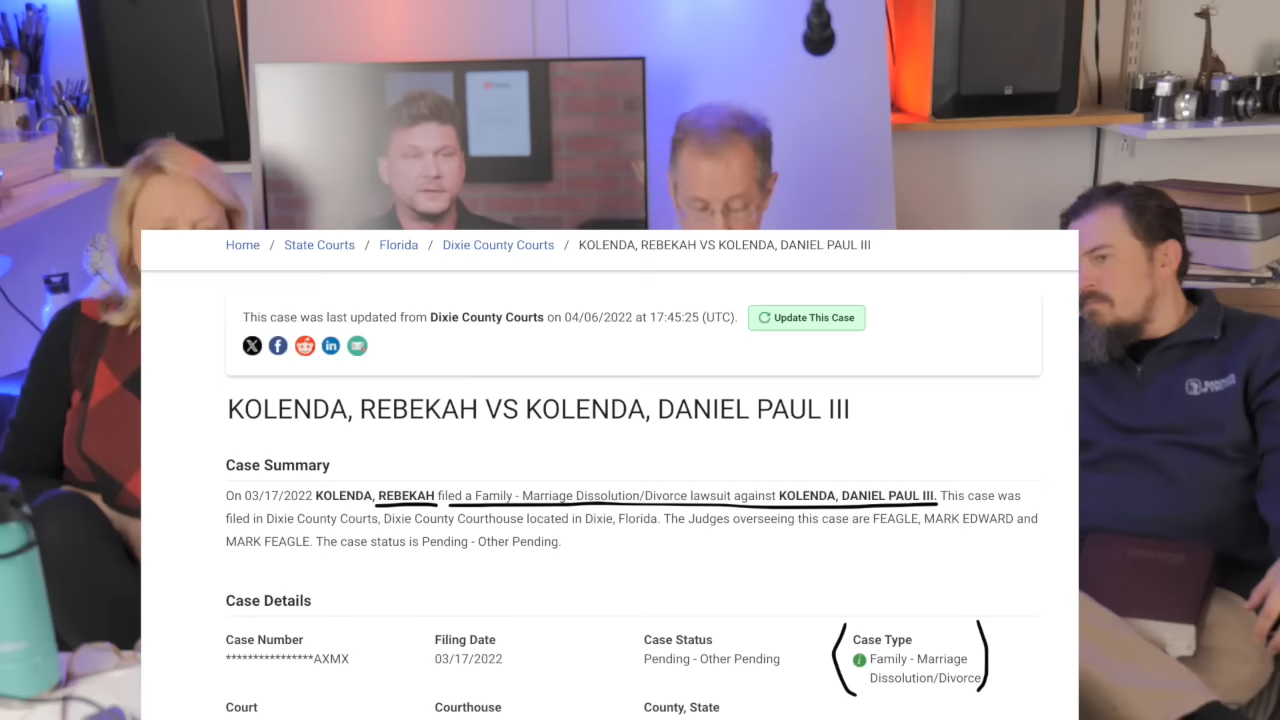 Home / State Courts / Florida / Dixie County Courts / KOLENDA, REBEKAH VS KOLENDA, DANIEL PAUL III
This case was last updated from Dixie County Courts on 04/06/2022 at 17:45:25 (UTC).
Update This Case
KOLENDA, REBEKAH VS KOLENDA, DANIEL PAUL III
Case Summary
On 03/17/2022 KOLENDA, REBEKAH filed a Family - Marriage Dissolution/Divorce lawsuit against KOLENDA, DANIEL PAUL III. This case was
filed in Dixie County Courts, Dixie County Courthouse located in Dixie, Florida. The Judges overseeing this case are FEAGLE, MARK EDWARD and
MARK FEAGLE. The case status is Pending - Other Pending.
Case Details
Case Number Filing Date Case Status Case Type
****************AXMX 03/17/2022 Pending - Other Pending Family - Marriage
Dissolution/Divorce
Court Courthouse County, State